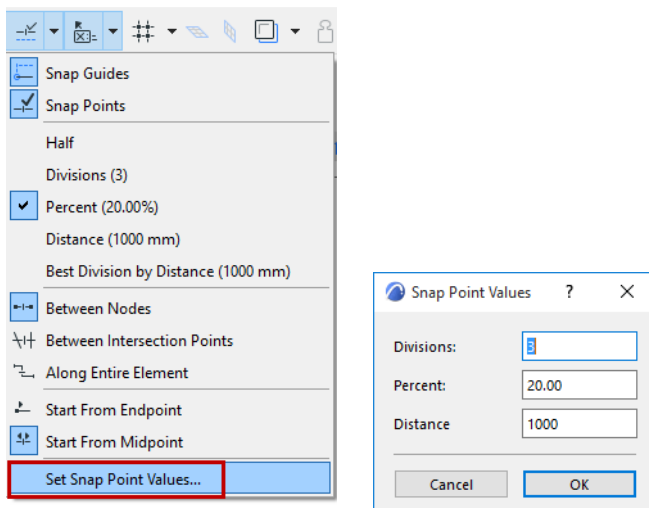 Snap Guides
Snap Points
Half
Divisions (3)
Percent (20.00%)
Distance (1000 mm)
Best Division by Distance (1000 mm)
Between Nodes
Between Intersection Points
Along Entire Element
Start From Endpoint
Start From Midpoint
Set Snap Point Values...
Snap Point Values ?
Divisions: 3
Percent: 20.00
Distance 1000
Cancel OK